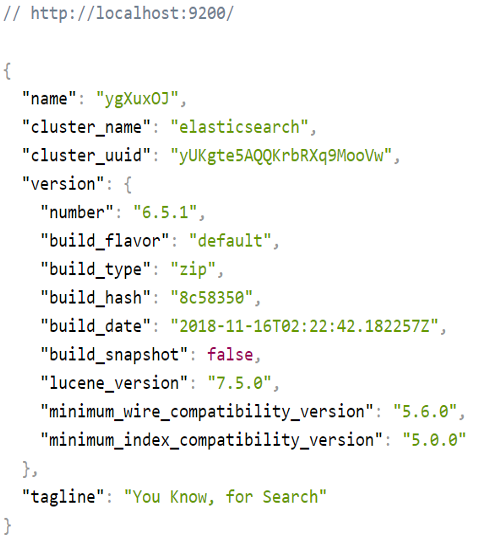 // http://localhost:9200/
{
"name": "ygXuxOJ",
"cluster_name": "elasticsearch",
"cluster_uuid": "yUKgte5AQQKrbRXq9MooVw",
"version": {
"number": "6.5.1",
"build_flavor": "default",
"build_type": "zip",
"build_hash": "8c58350",
"build_date": "2018-11-16T02:22:42.182257Z",
"build_snapshot": false,
"lucene_version": "7.5.0",
"minimum_wire_compatibility_version": "5.6.0",
"minimum_index_compatibility_version": "5.0.0"
},
"tagline": "You Know, for Search"
}